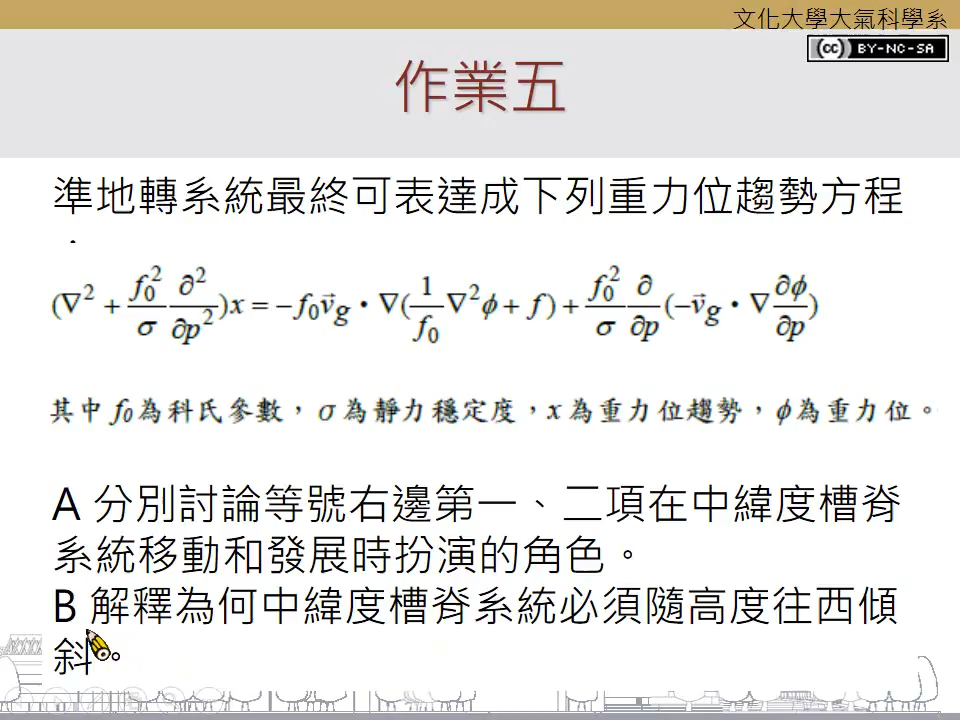 文化大學大氣科學系
(cc) BY-NC-SA
作業五
準地轉系統最終可表達成下列重力位趨勢方程
:
(∇² + f₀²/σ ∂²/∂p²)x = −f₀v⃗g • ∇(1/f₀ ∇²ϕ + f) + f₀²/σ ∂/∂p(−v⃗g • ∇ ∂ϕ/∂p)
其中 f₀為科氏參數，σ為靜力穩定度，x 為重力位趨勢，ϕ為重力位。
A 分別討論等號右邊第一、二項在中緯度槽脊
系統移動和發展時扮演的角色。
B 解釋為何中緯度槽脊系統必須隨高度往西傾
斜。